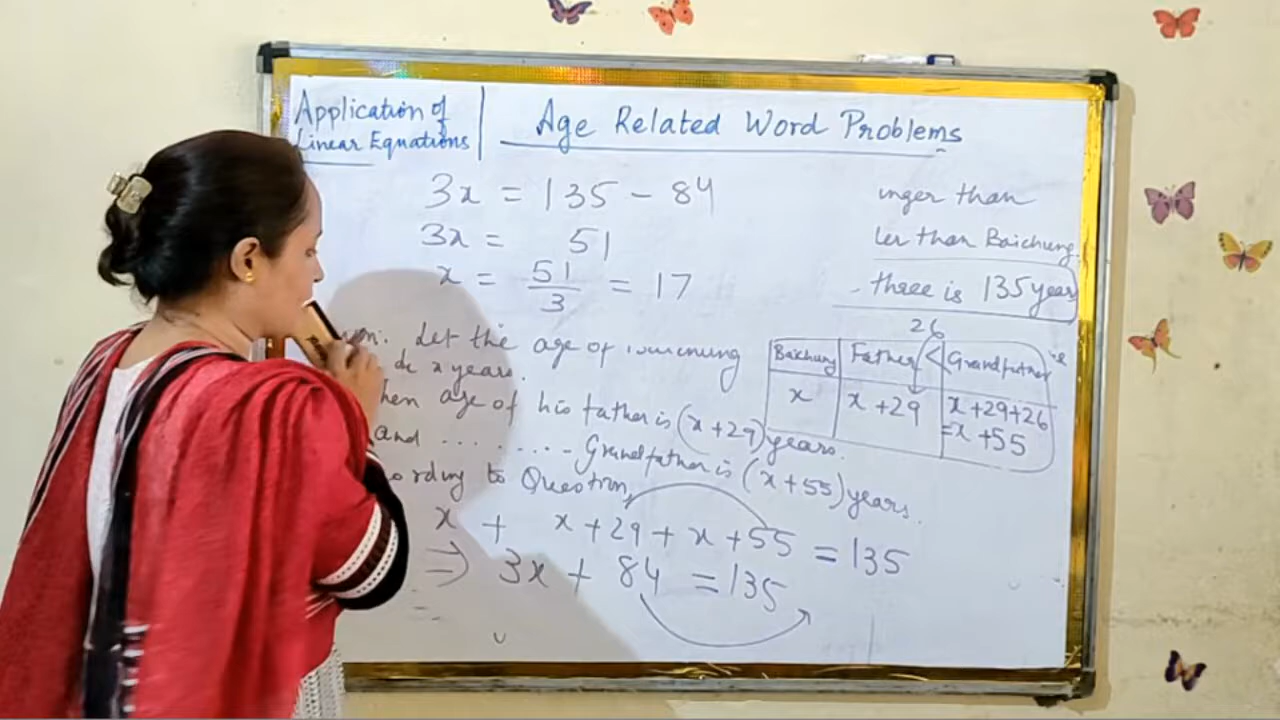 Application of
Linear Equations
Age Related Word Problems
3x = 135 - 84
3x = 51
x = 51/3 = 17
nger than
ler than Baichung.
three is 135 years
Let the age of
x years.
hen age of his father is (x+29) years.
and ........ Grandfather is (x+55) years.
ording to Question,
x + x+29 + x+55 = 135
⇒ 3x + 84 = 135
=
26
Baichung Father Grandfather
x x+29 x+29+26
=x+55